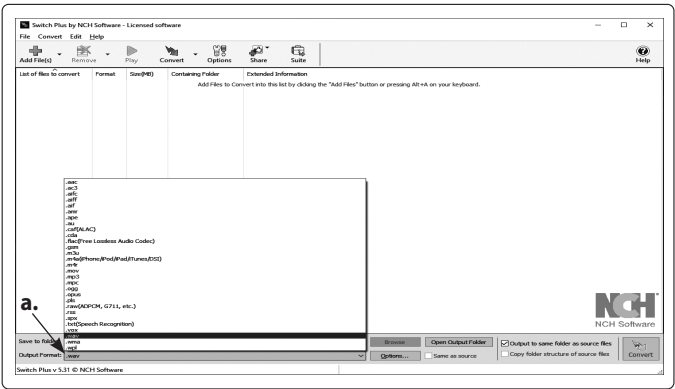 Switch Plus by NCH Software - Licensed software
File Convert Edit Help
Add File(s) Remove Play Convert Options Share Suite Help
List of files to convert Format Size(MB) Containing Folder Extended Information
Add Files to Convert into this list by clicking the "Add Files" button or pressing Alt+A on your keyboard.
.aac
.ac3
.aifc
.aiff
.aif
.amr
.ape
.au
.caf(ALAC)
.cda
.flac(Free Lossless Audio Codec)
.gsm
.m3u
.m4a(iPhone/iPod/iPad/iTunes/DSI)
.m4r
.mov
.mp3
.mpc
.ogg
.opus
.pls
.raw(ADPCM, G711, etc.)
.rss
.spx
.txt(Speech Recognition)
.vox
.wav
.wma
.wpl
a.
NCH
NCH Software
Save to folder Browse Open Output Folder Output to same folder as source files
Output Format: .wav Options... Same as source Copy folder structure of source files Convert
Switch Plus v 5.31 © NCH Software